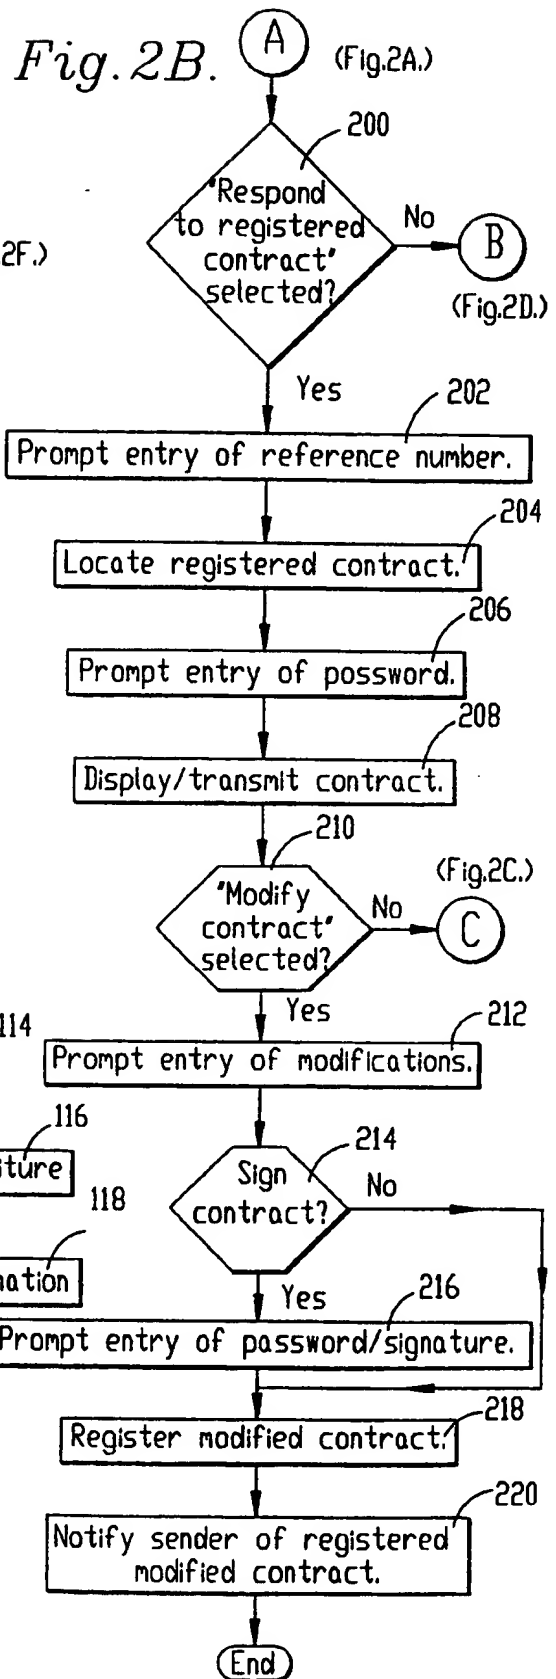 Fig.2B.
A
(Fig.2A.)
200
"Respond
to registered
contract"
selected?
No
B
(Fig.2D.)
.2F.)
Yes
202
Prompt entry of reference number.
204
Locate registered contract.
206
Prompt entry of possword.
208
Display/transmit contract.
210
"Modify
contract"
selected?
No
(Fig.2C.)
C
Yes
114
212
Prompt entry of modifications.
116
iture
214
Sign
contract?
No
118
nation
Yes
216
Prompt entry of password/signature.
218
Register modified contract.
220
Notify sender of registered
modified contract.
End